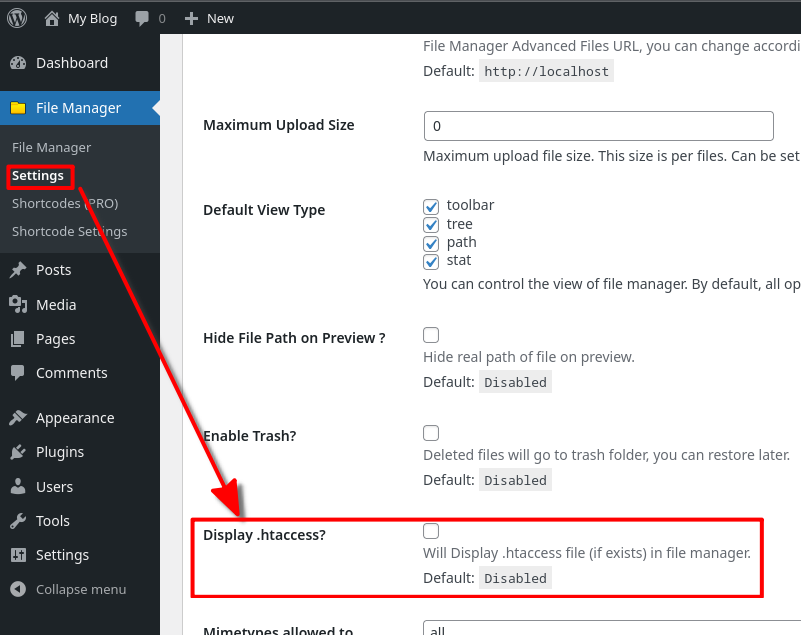 My Blog 0 New
Dashboard
File Manager
File Manager
Settings
Shortcodes (PRO)
Shortcode Settings
Posts
Media
Pages
Comments
Appearance
Plugins
Users
Tools
Settings
Collapse menu
File Manager Advanced Files URL, you can change accordi
Default: http://localhost
Maximum Upload Size
0
Maximum upload file size. This size is per files. Can be set
Default View Type
toolbar
tree
path
stat
You can control the view of file manager. By default, all op
Hide File Path on Preview ?
Hide real path of file on preview.
Default: Disabled
Enable Trash?
Deleted files will go to trash folder, you can restore later.
Default: Disabled
Display .htaccess?
Will Display .htaccess file (if exists) in file manager.
Default: Disabled
Mimetypes allowed to
all